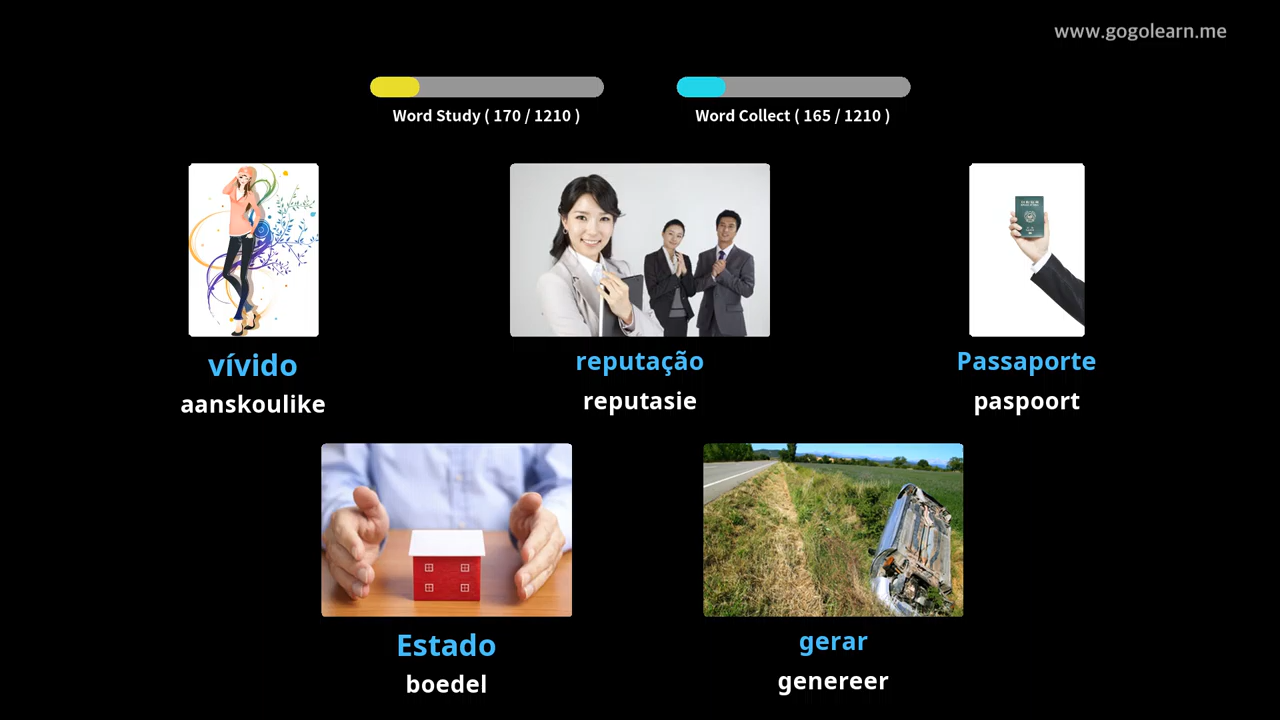 www.gogolearn.me
Word Study ( 170 / 1210 )
Word Collect ( 165 / 1210 )
vívido
aanskoulike
reputação
reputasie
Passaporte
paspoort
Estado
boedel
gerar
genereer